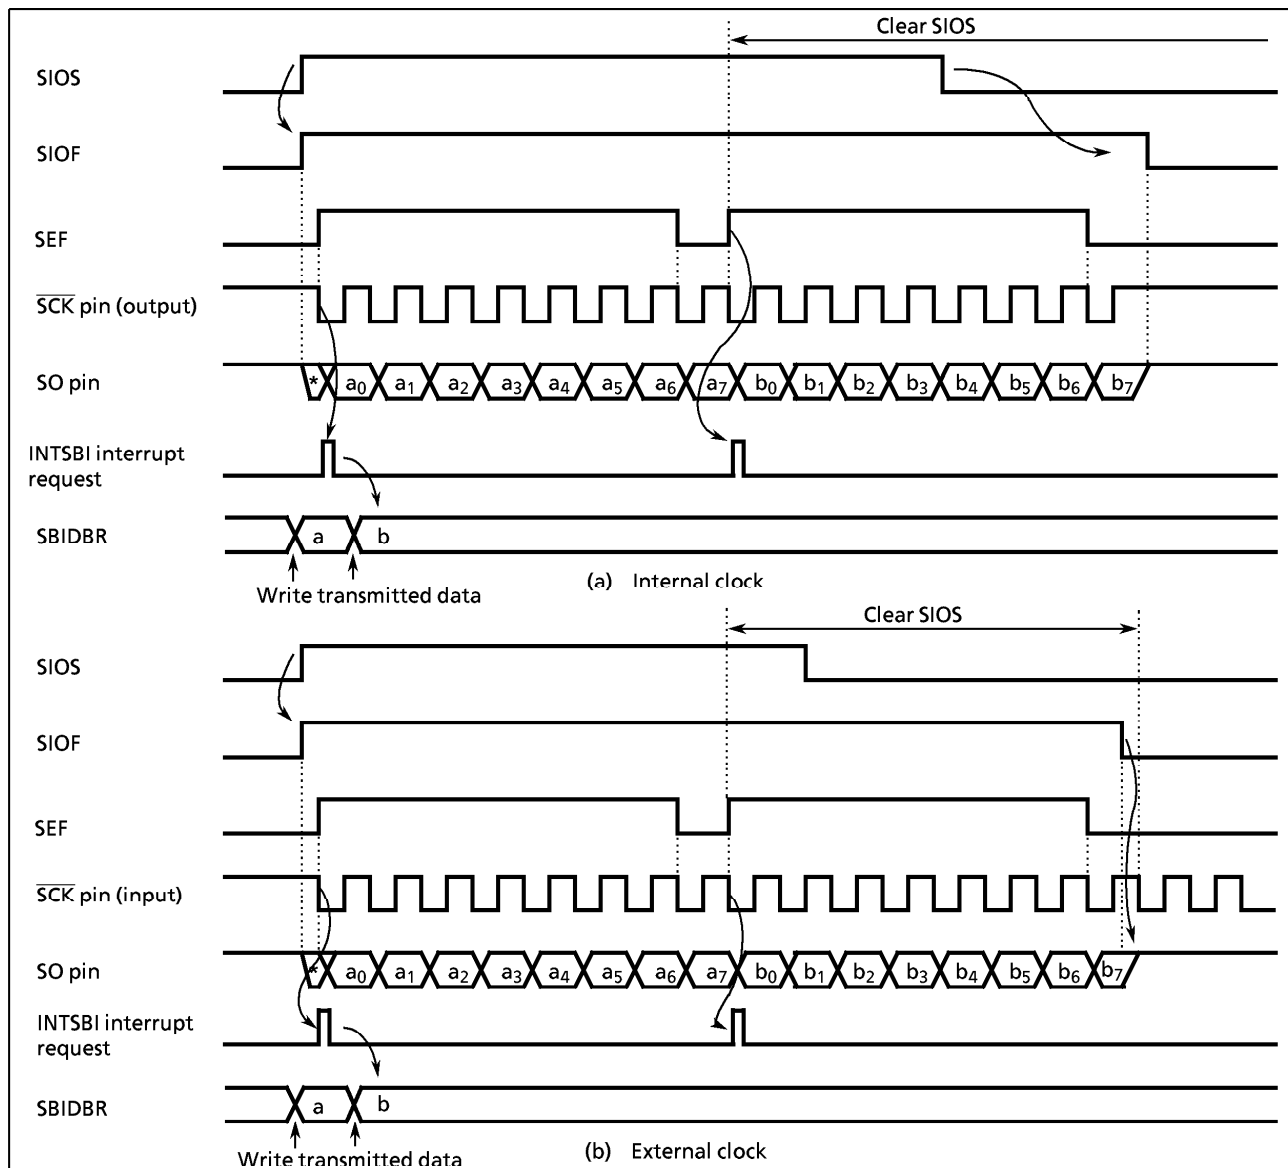 Clear SIOS
SIOS
SIOF
SEF
S̅C̅K̅ pin (output)
SO pin
* a₀ a₁ a₂ a₃ a₄ a₅ a₆ a₇ b₀ b₁ b₂ b₃ b₄ b₅ b₆ b₇
INTSBI interrupt
request
SBIDBR
a b
Write transmitted data
(a) Internal clock
Clear SIOS
SIOS
SIOF
SEF
S̅C̅K̅ pin (input)
SO pin
* a₀ a₁ a₂ a₃ a₄ a₅ a₆ a₇ b₀ b₁ b₂ b₃ b₄ b₅ b₆ b₇
INTSBI interrupt
request
SBIDBR
a b
Write transmitted data
(b) External clock